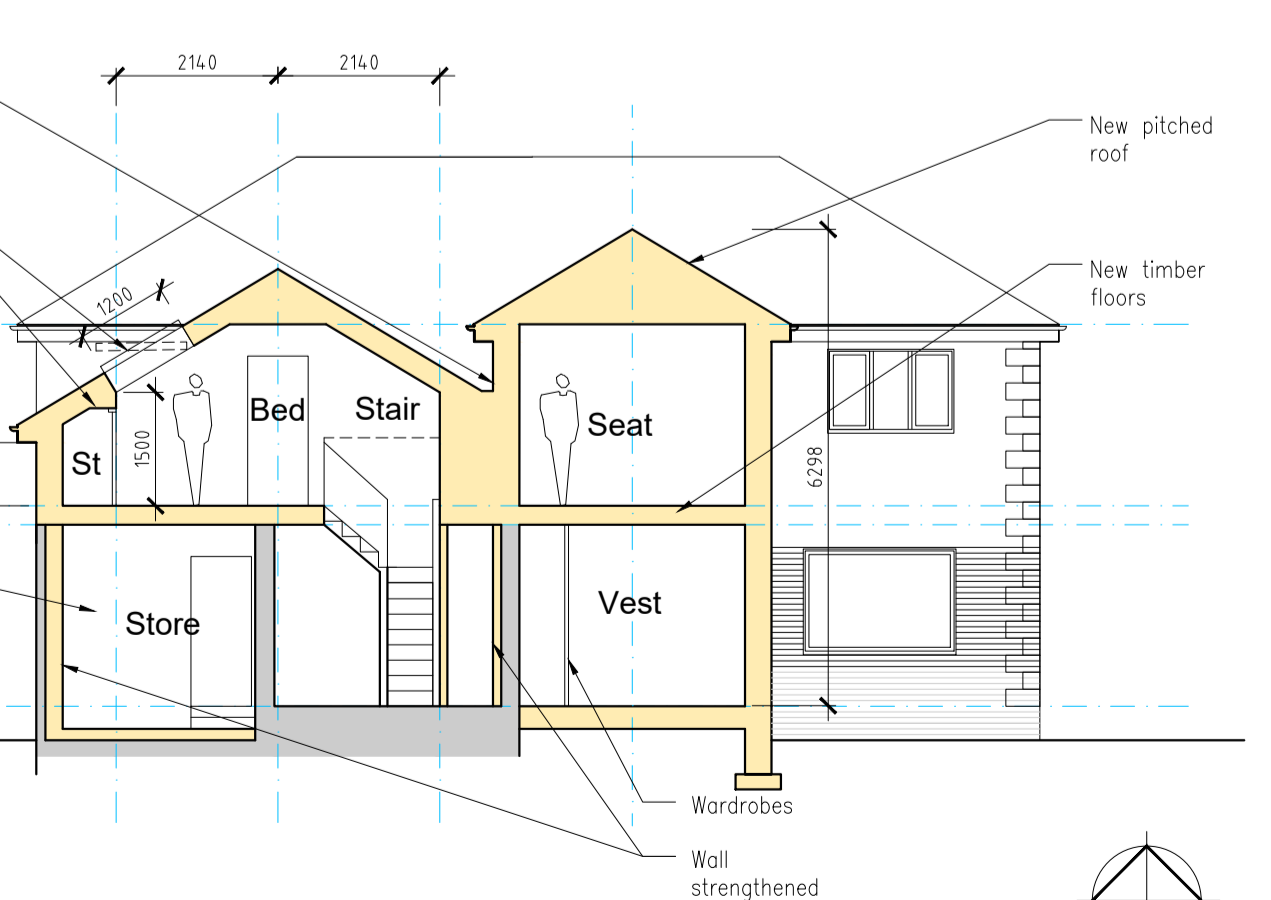 2140
2140
New pitched
roof
New timber
floors
1200
Bed
Stair
Seat
St
1500
6298
Store
Vest
Wardrobes
Wall
strengthened